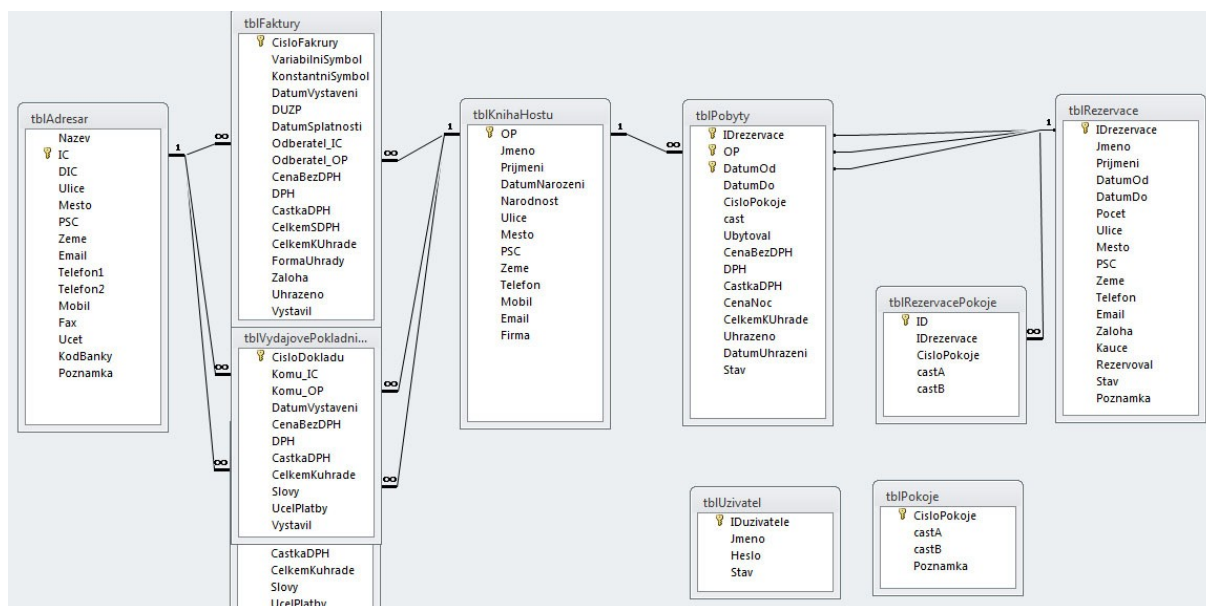 tblAdresar
Nazev
IC
DIC
Ulice
Mesto
PSC
Zeme
Email
Telefon1
Telefon2
Mobil
Fax
Ucet
KodBanky
Poznamka
1
∞
∞
∞
tblFaktury
CisloFakrury
VariabilniSymbol
KonstantniSymbol
DatumVystaveni
DUZP
DatumSplatnosti
Odberatel_IC
Odberatel_OP
CenaBezDPH
DPH
CastkaDPH
CelkemSDPH
CelkemKUhrade
FormaUhrady
Zaloha
Uhrazeno
Vystavil
tblVydajovePokladni...
CisloDokladu
Komu_IC
Komu_OP
DatumVystaveni
CenaBezDPH
DPH
CastkaDPH
CelkemKuhrade
Slovy
UcelPlatby
Vystavil
CastkaDPH
CelkemKuhrade
Slovy
UcelPlatby
∞
∞
∞
1
tblKnihaHostu
OP
Jmeno
Prijmeni
DatumNarozeni
Narodnost
Ulice
Mesto
PSC
Zeme
Telefon
Mobil
Email
Firma
1
∞
tblPobyty
IDrezervace
OP
DatumOd
DatumDo
CisloPokoje
cast
Ubytoval
CenaBezDPH
DPH
CastkaDPH
CenaNoc
CelkemKUhrade
Uhrazeno
DatumUhrazeni
Stav
tblRezervacePokoje
ID
IDrezervace
CisloPokoje
castA
castB
∞
1
tblRezervace
IDrezervace
Jmeno
Prijmeni
DatumOd
DatumDo
Pocet
Ulice
Mesto
PSC
Zeme
Telefon
Email
Zaloha
Kauce
Rezervoval
Stav
Poznamka
tblUzivatel
IDuzivatele
Jmeno
Heslo
Stav
tblPokoje
CisloPokoje
castA
castB
Poznamka